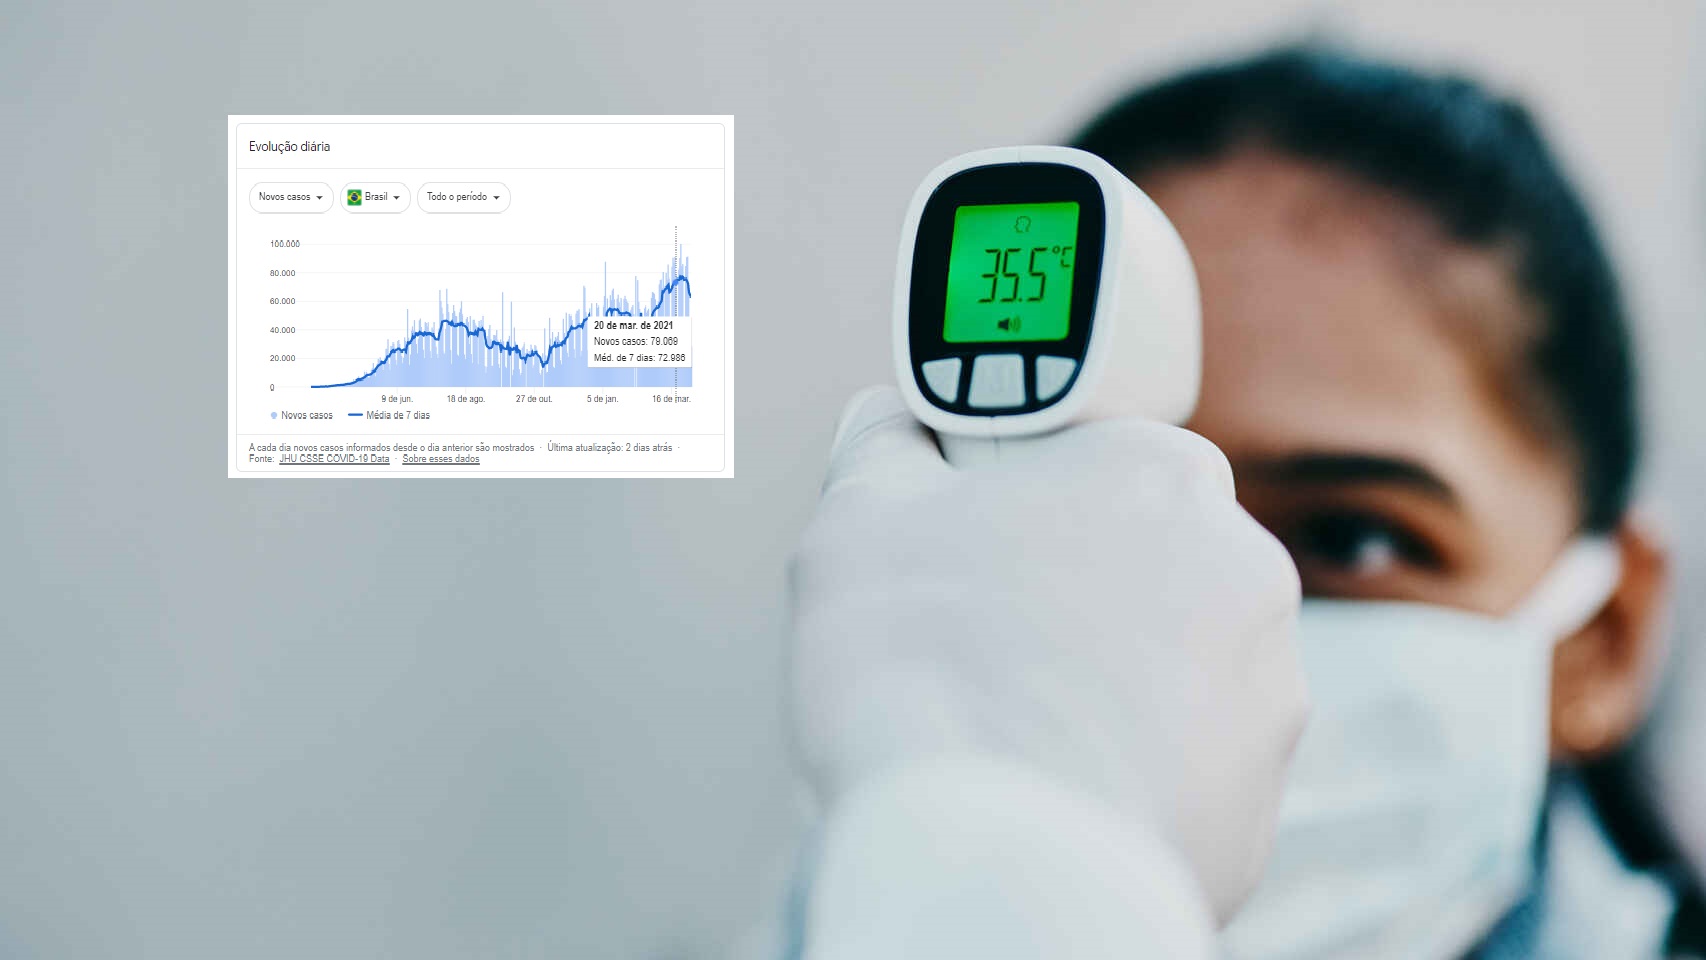 Evolução diária
Novos casos
Brasil
Todo o período
100.000
80.000
60.000
40.000
20.000
0
20 de mar. de 2021
Novos casos: 79.069
Méd. de 7 dias: 72.986
9 de jun.
18 de ago.
27 de out.
5 de jan.
16 de mar.
Novos casos
Média de 7 dias
A cada dia novos casos informados desde o dia anterior são mostrados · Última atualização: 2 dias atrás ·
Fonte: JHU CSSE COVID-19 Data · Sobre esses dados
35.5°C